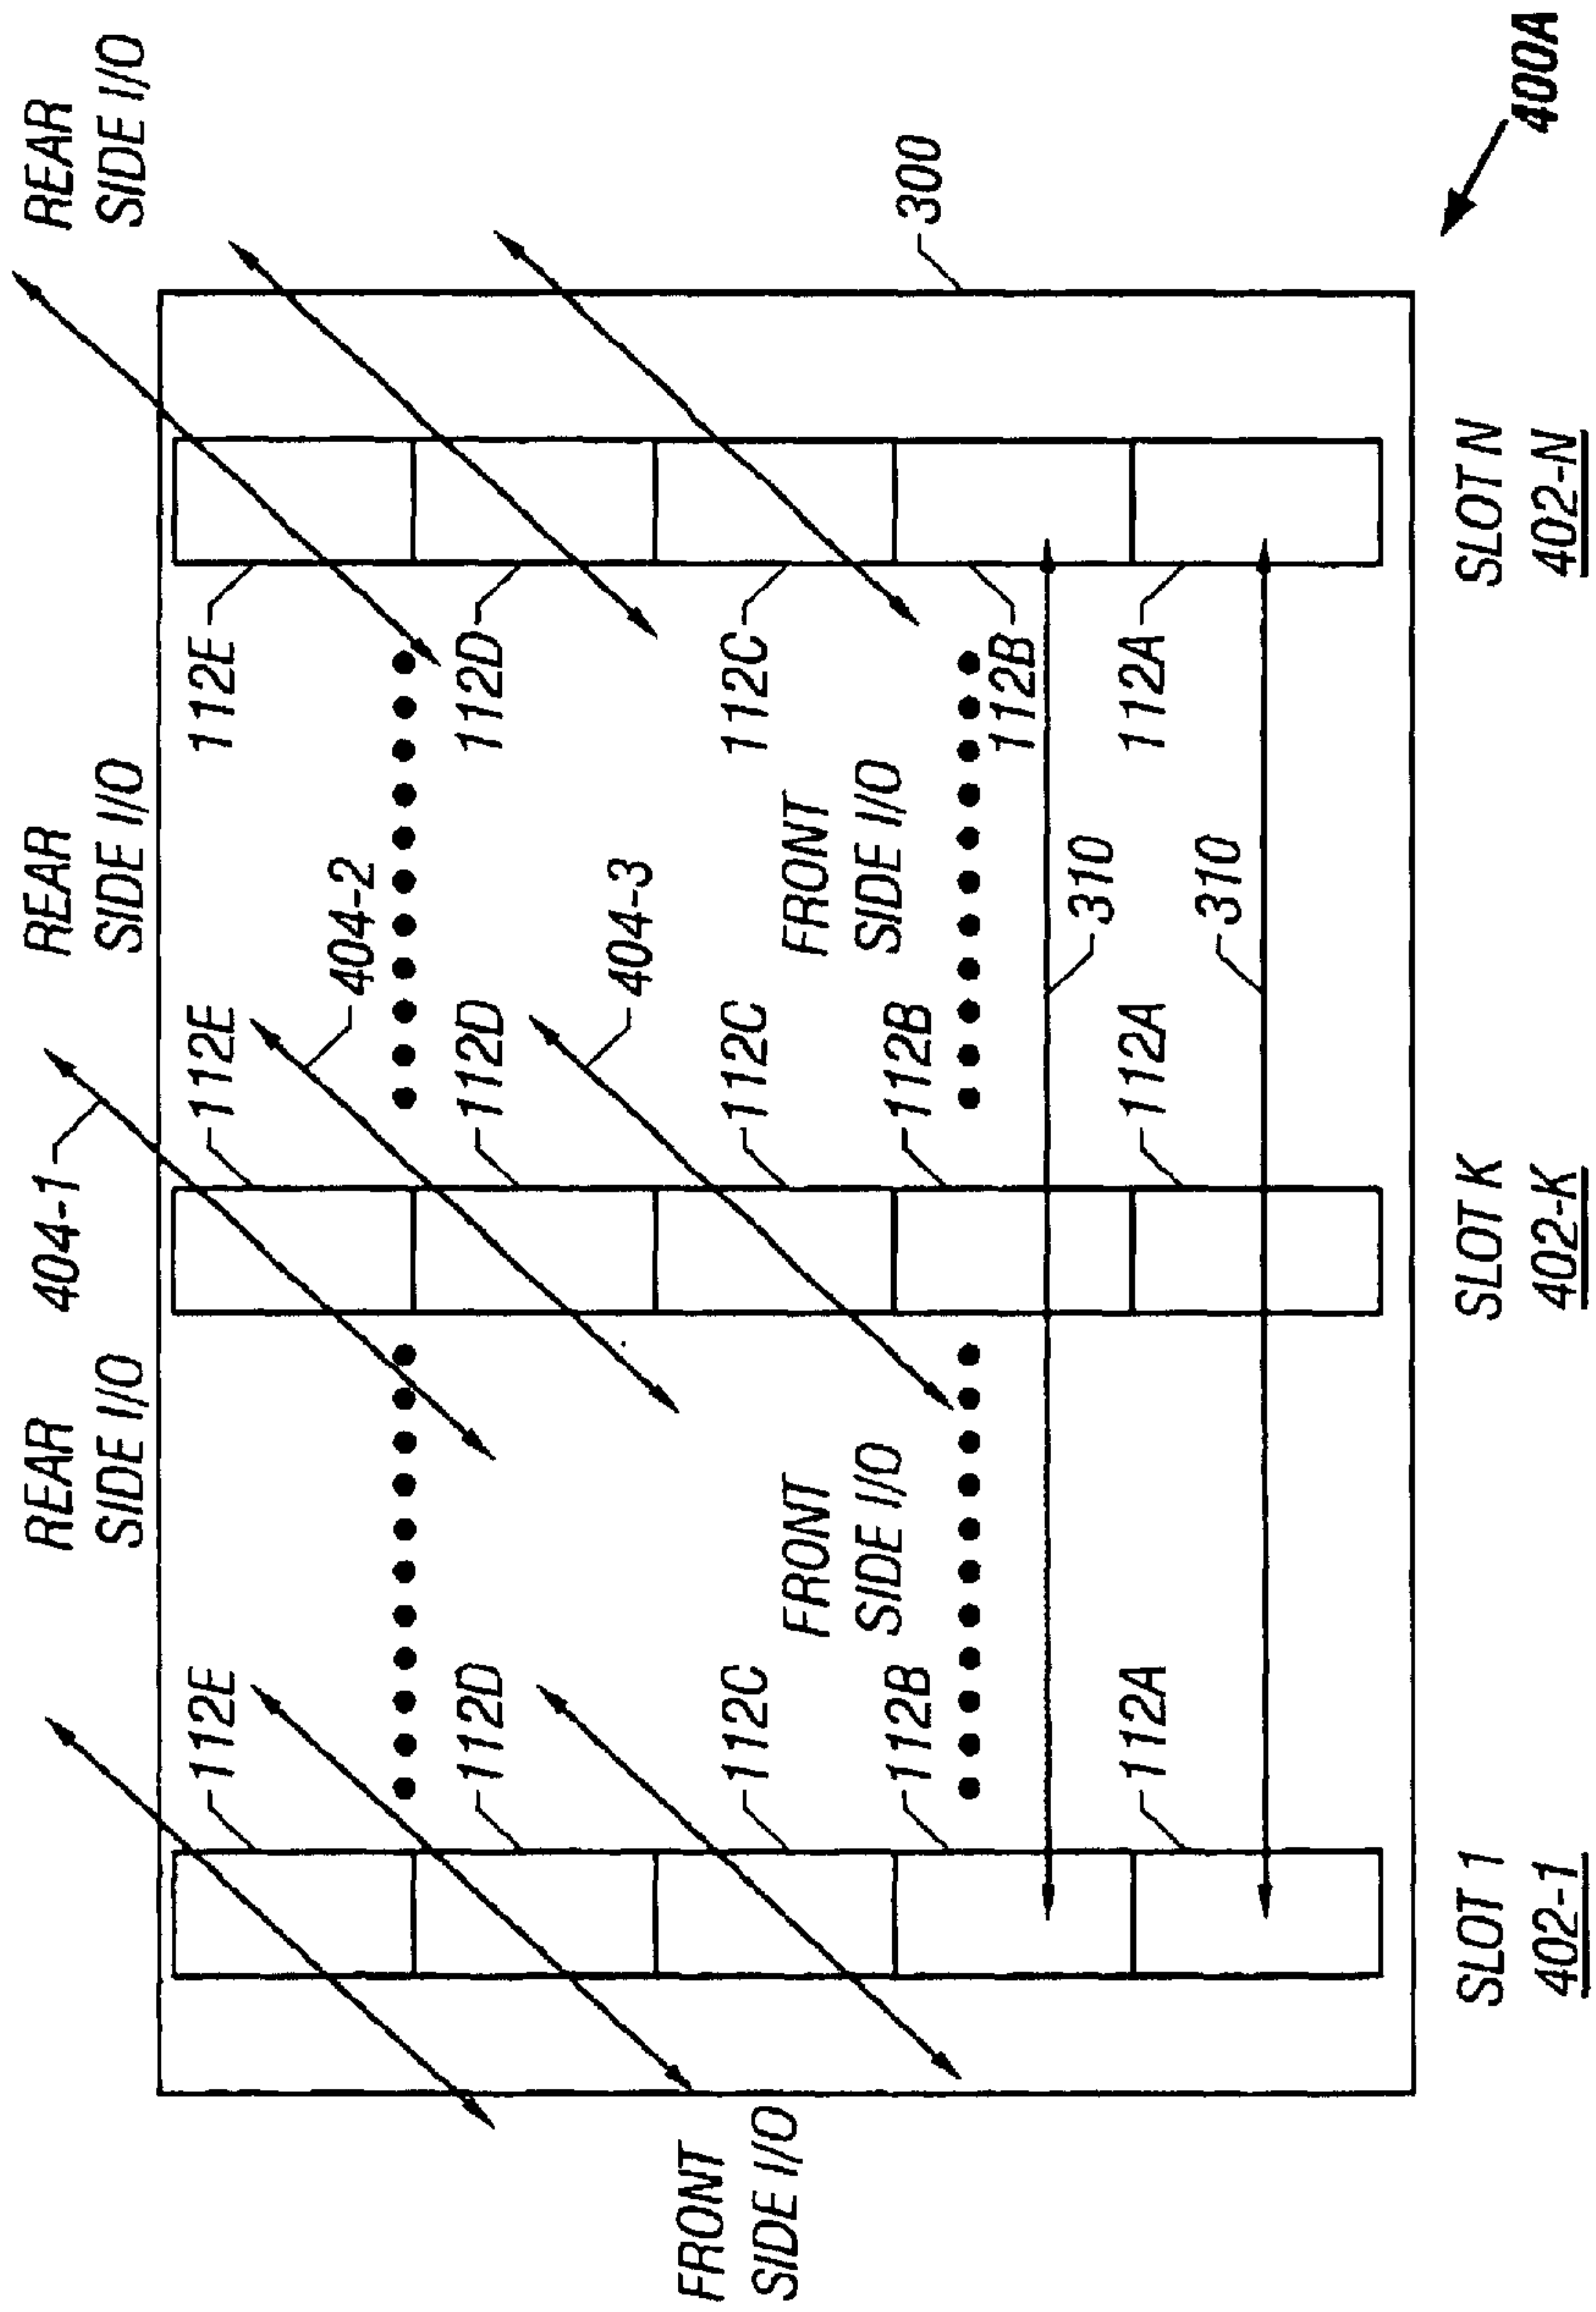 REAR
SIDE I/O
404-1
REAR
SIDE I/O
REAR
SIDE I/O
112E
112E
112E
404-2
112D
112D
112D
404-3
FRONT
SIDE I/O
112C
112C
112C
FRONT
SIDE I/O
FRONT
SIDE I/O
300
112B
112B
112B
310
112A
112A
112A
310
SLOT 1
402-1
SLOT K
402-K
SLOT N
402-N
400A